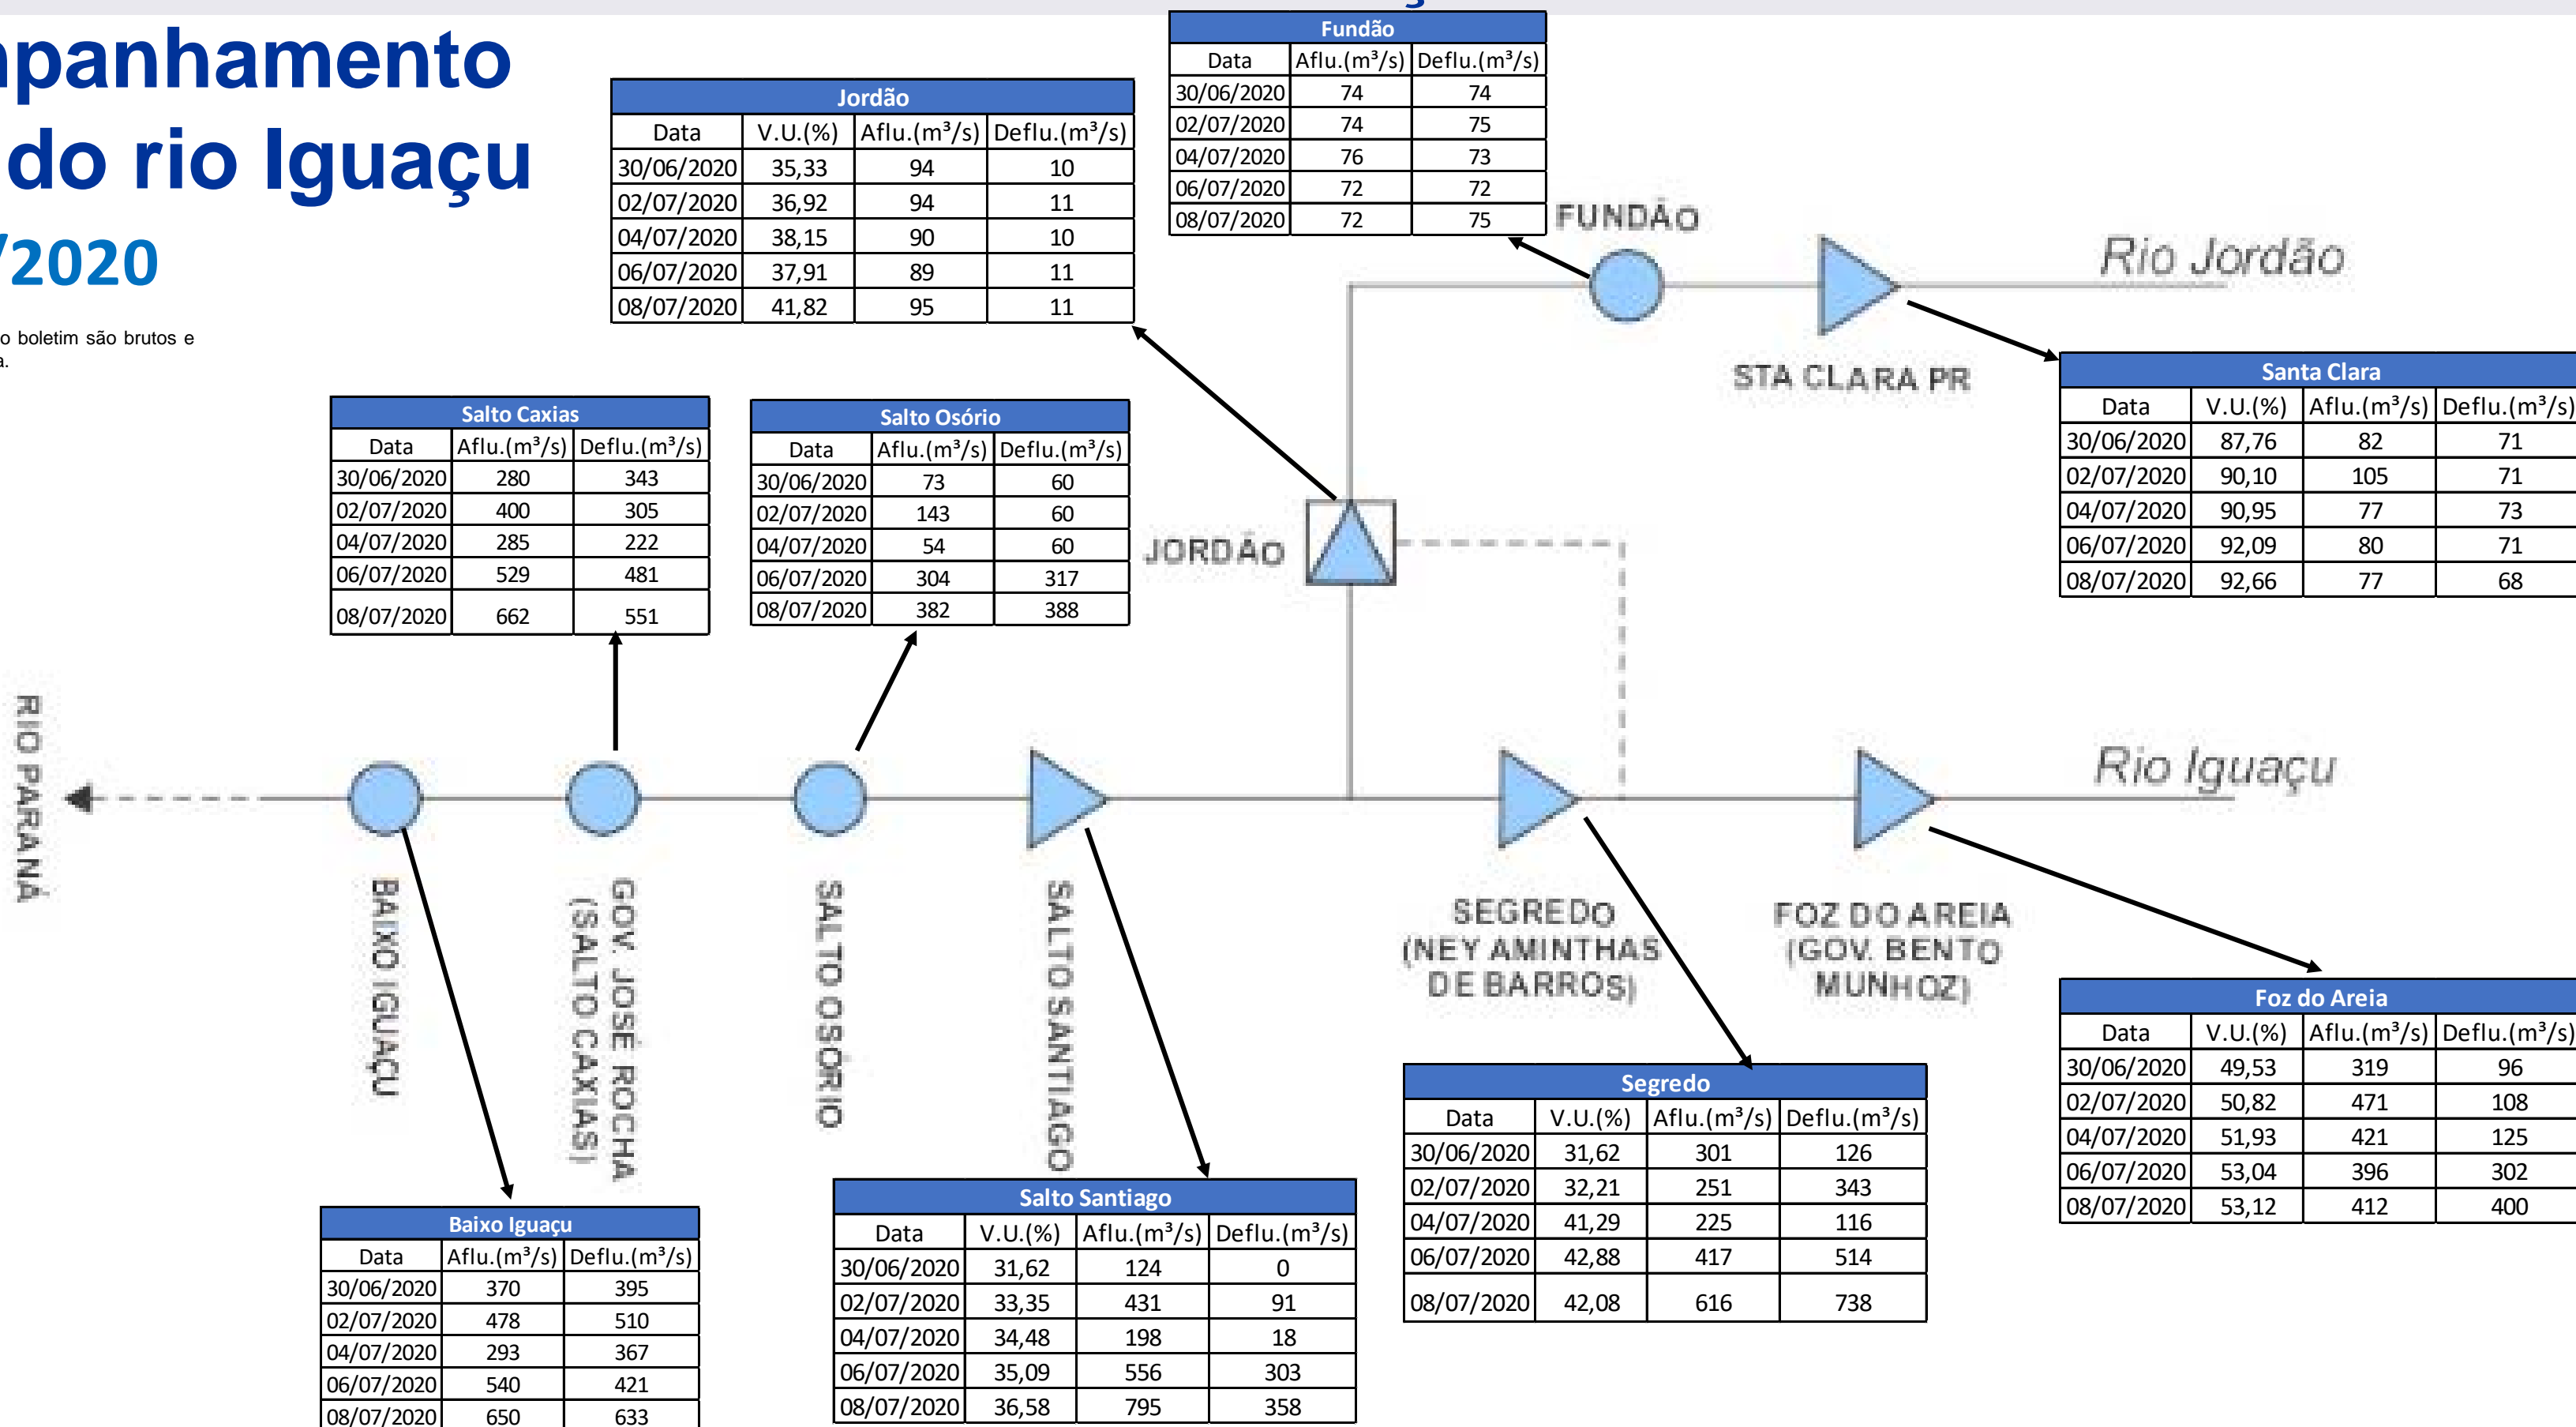 mpanhamento
do rio Iguaçu
/2020
o boletim são brutos e
a.
Fundão
Data Aflu.(m³/s) Deflu.(m³/s)
30/06/2020 74 74
02/07/2020 74 75
04/07/2020 76 73
06/07/2020 72 72
08/07/2020 72 75
Jordão
Data V.U.(%) Aflu.(m³/s) Deflu.(m³/s)
30/06/2020 35,33 94 10
02/07/2020 36,92 94 11
04/07/2020 38,15 90 10
06/07/2020 37,91 89 11
08/07/2020 41,82 95 11
FUNDÃO
Rio Jordão
STA CLARA PR
Santa Clara
Data V.U.(%) Aflu.(m³/s) Deflu.(m³/s)
30/06/2020 87,76 82 71
02/07/2020 90,10 105 71
04/07/2020 90,95 77 73
06/07/2020 92,09 80 71
08/07/2020 92,66 77 68
Salto Caxias
Data Aflu.(m³/s) Deflu.(m³/s)
30/06/2020 280 343
02/07/2020 400 305
04/07/2020 285 222
06/07/2020 529 481
08/07/2020 662 551
Salto Osório
Data Aflu.(m³/s) Deflu.(m³/s)
30/06/2020 73 60
02/07/2020 143 60
04/07/2020 54 60
06/07/2020 304 317
08/07/2020 382 388
JORDÃO
RIO PARANÁ
Rio Iguaçu
BAIXO IGUAÇU
GOV. JOSÉ ROCHA
(SALTO CAXIAS)
SALTO OSÓRIO
SALTO SANTIAGO
SEGREDO
(NEY AMINTHAS
DE BARROS)
FOZ DO AREIA
(GOV. BENTO
MUNHOZ)
Foz do Areia
Data V.U.(%) Aflu.(m³/s) Deflu.(m³/s)
30/06/2020 49,53 319 96
02/07/2020 50,82 471 108
04/07/2020 51,93 421 125
06/07/2020 53,04 396 302
08/07/2020 53,12 412 400
Segredo
Data V.U.(%) Aflu.(m³/s) Deflu.(m³/s)
30/06/2020 31,62 301 126
02/07/2020 32,21 251 343
04/07/2020 41,29 225 116
06/07/2020 42,88 417 514
08/07/2020 42,08 616 738
Salto Santiago
Data V.U.(%) Aflu.(m³/s) Deflu.(m³/s)
30/06/2020 31,62 124 0
02/07/2020 33,35 431 91
04/07/2020 34,48 198 18
06/07/2020 35,09 556 303
08/07/2020 36,58 795 358
Baixo Iguaçu
Data Aflu.(m³/s) Deflu.(m³/s)
30/06/2020 370 395
02/07/2020 478 510
04/07/2020 293 367
06/07/2020 540 421
08/07/2020 650 633